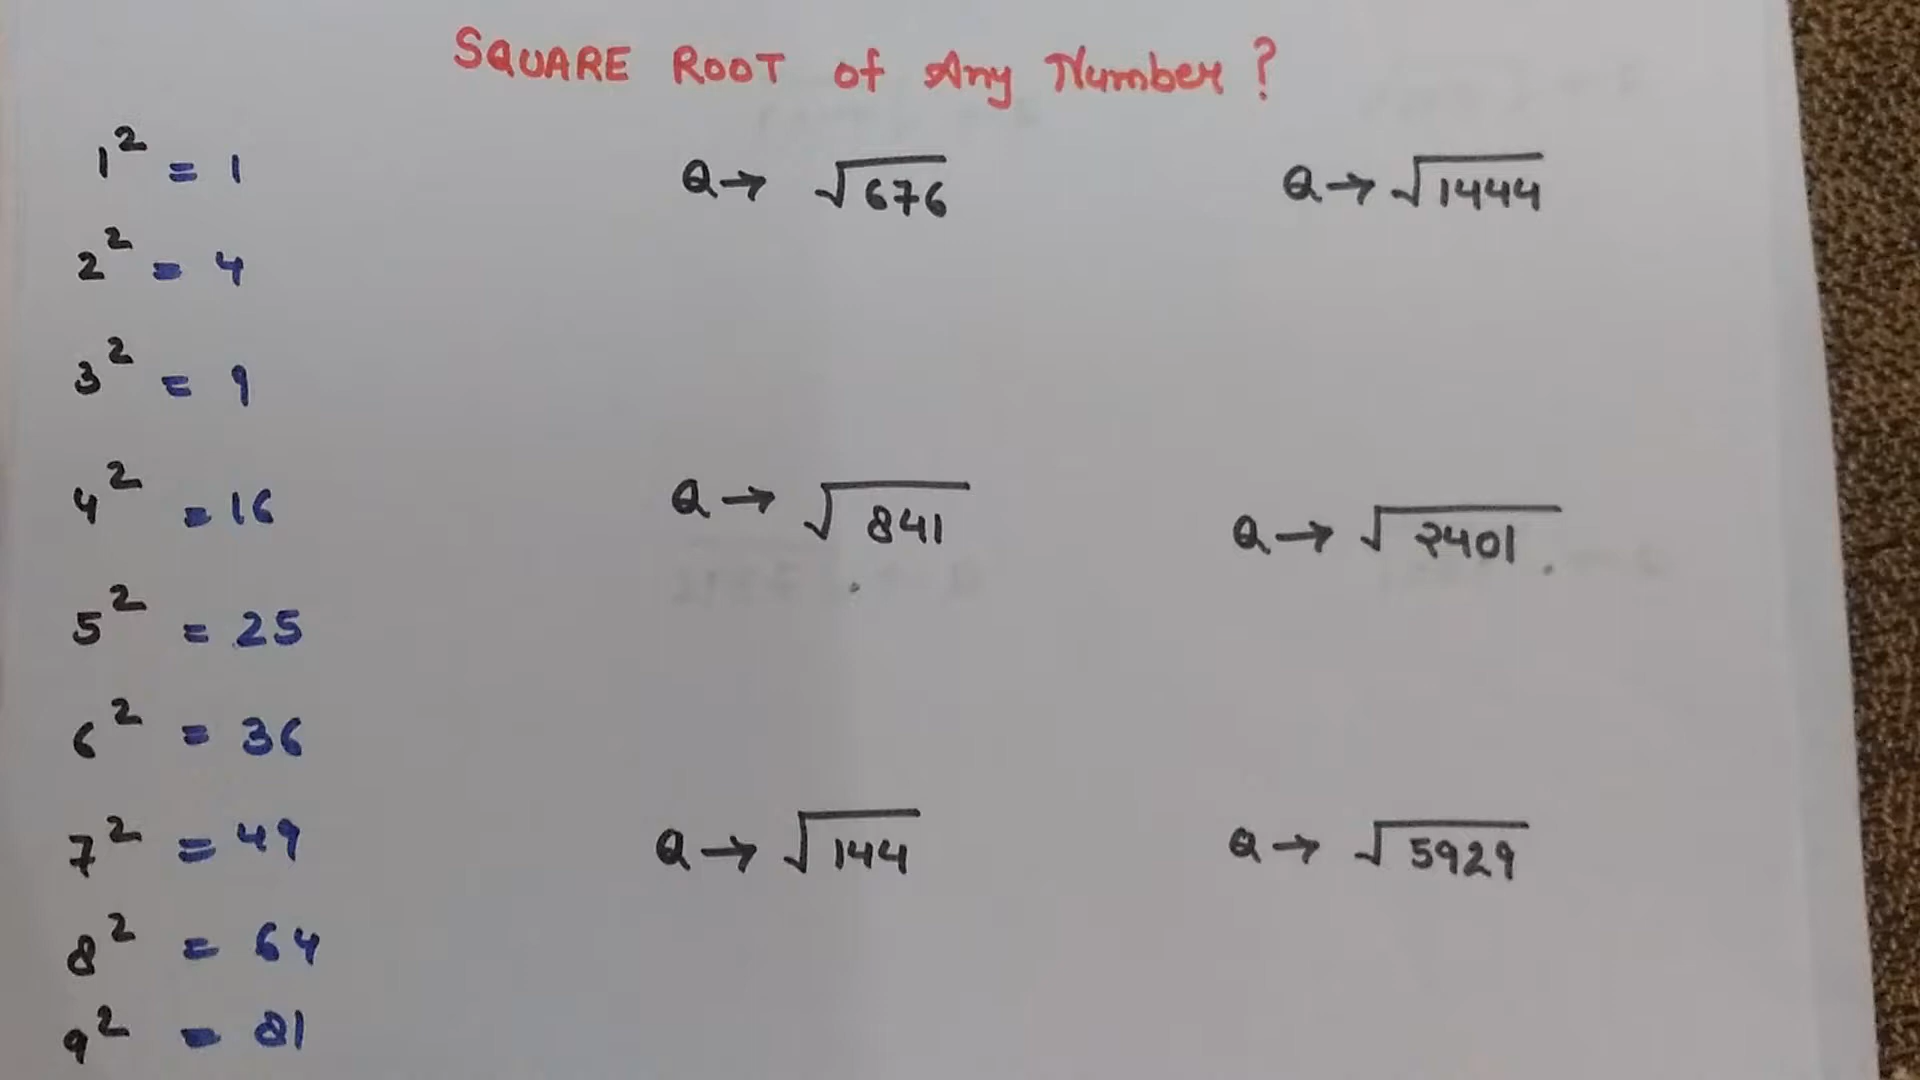 SQUARE ROOT of Any Number ?
1² = 1
2² = 4
3² = 9
4² = 16
5² = 25
6² = 36
7² = 49
8² = 64
9² = 81
Q → √676
Q → √1444
Q → √841
Q → √2401
Q → √144
Q → √5929